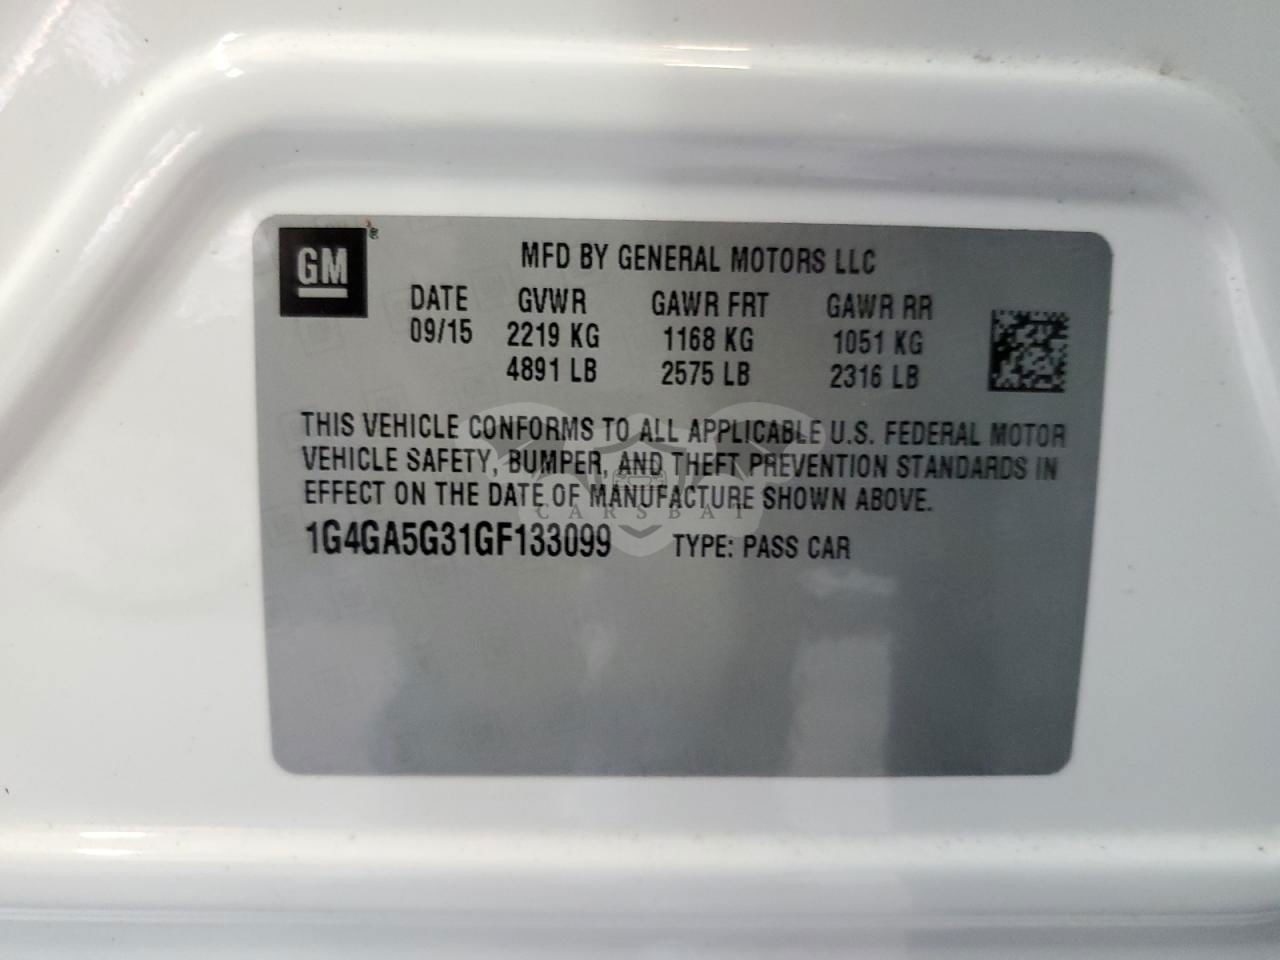 GM
MFD BY GENERAL MOTORS LLC
DATE GVWR GAWR FRT GAWR RR
09/15 2219 KG 1168 KG 1051 KG
4891 LB 2575 LB 2316 LB
THIS VEHICLE CONFORMS TO ALL APPLICABLE U.S. FEDERAL MOTOR
VEHICLE SAFETY, BUMPER, AND THEFT PREVENTION STANDARDS IN
EFFECT ON THE DATE OF MANUFACTURE SHOWN ABOVE.
CARSBAT
1G4GA5G31GF133099 TYPE: PASS CAR